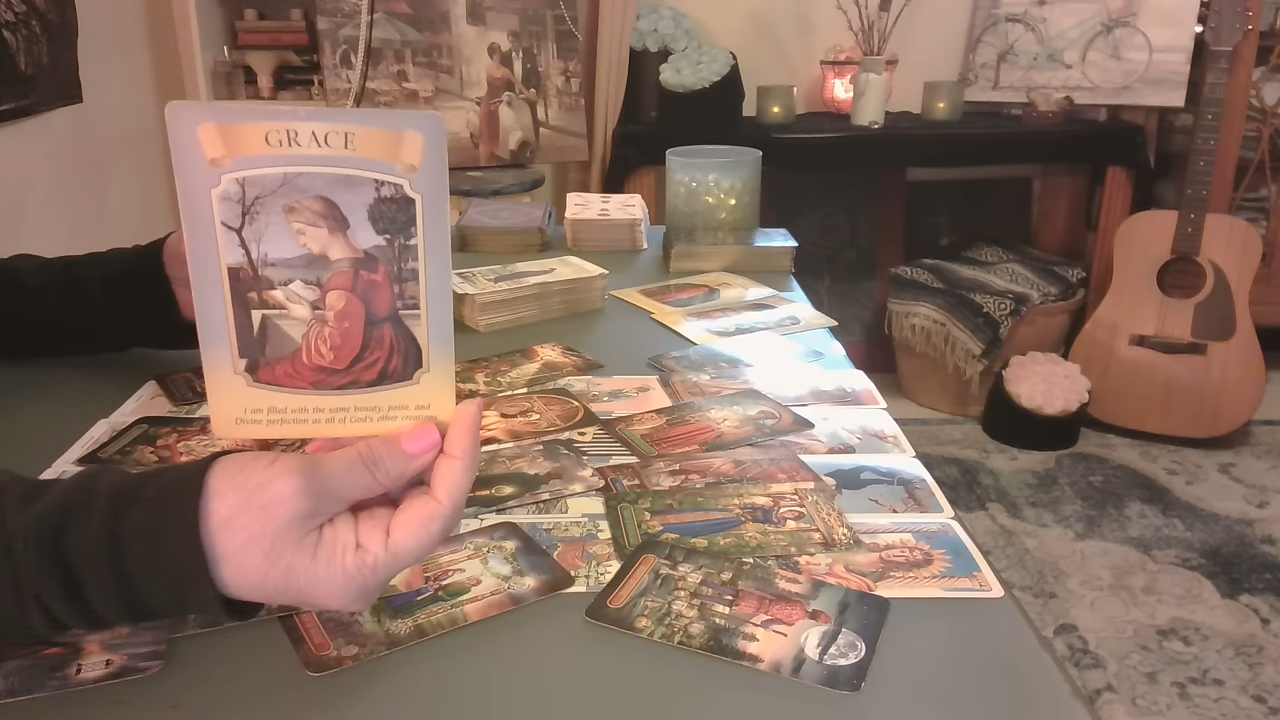 GRACE
I am filled with the same beauty, poise, and
Divine perfection as all of God's other creations.